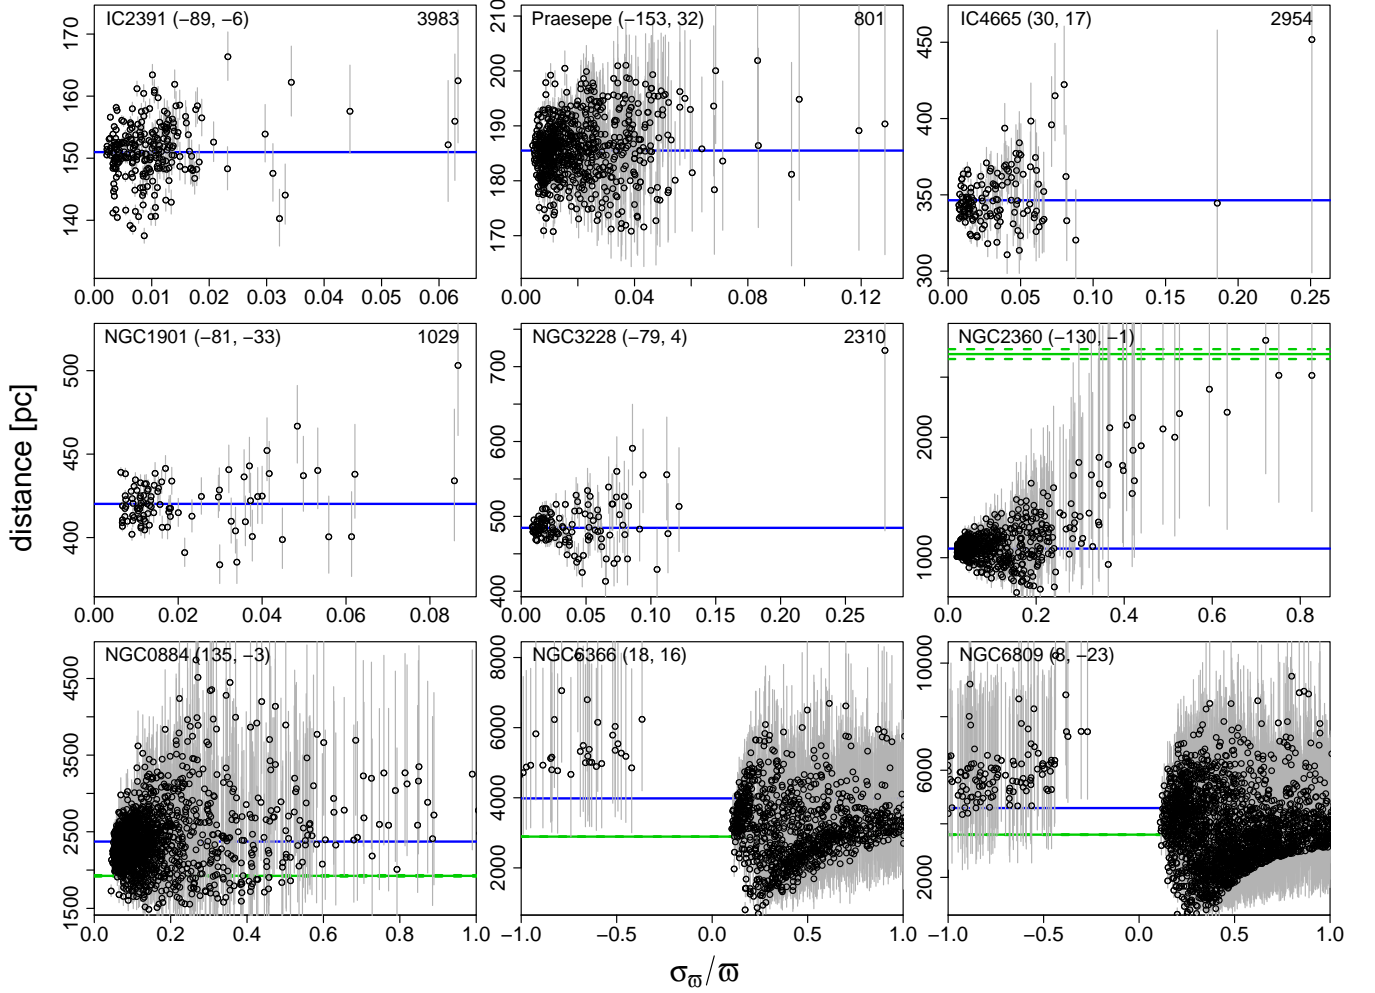 IC2391 (−89, −6) 3983
Praesepe (−153, 32) 801
IC4665 (30, 17) 2954
140 150 160 170
170 180 190 200 210
300 350 400 450
0.00 0.01 0.02 0.03 0.04 0.05 0.06
0.00 0.04 0.08 0.12
0.00 0.05 0.10 0.15 0.20 0.25
NGC1901 (−81, −33) 1029
NGC3228 (−79, 4) 2310
NGC2360 (−130, −1)
distance [pc]
400 450 500
400 500 600 700
1000 2000
0.00 0.02 0.04 0.06 0.08
0.00 0.05 0.10 0.15 0.20 0.25
0.0 0.2 0.4 0.6 0.8
NGC0884 (135, −3)
NGC6366 (18, 16)
NGC6809 (8, −23)
1500 2500 3500 4500
2000 4000 6000 8000
2000 6000 10000
0.0 0.2 0.4 0.6 0.8 1.0
−1.0 −0.5 0.0 0.5 1.0
−1.0 −0.5 0.0 0.5 1.0
σϖ/ϖ